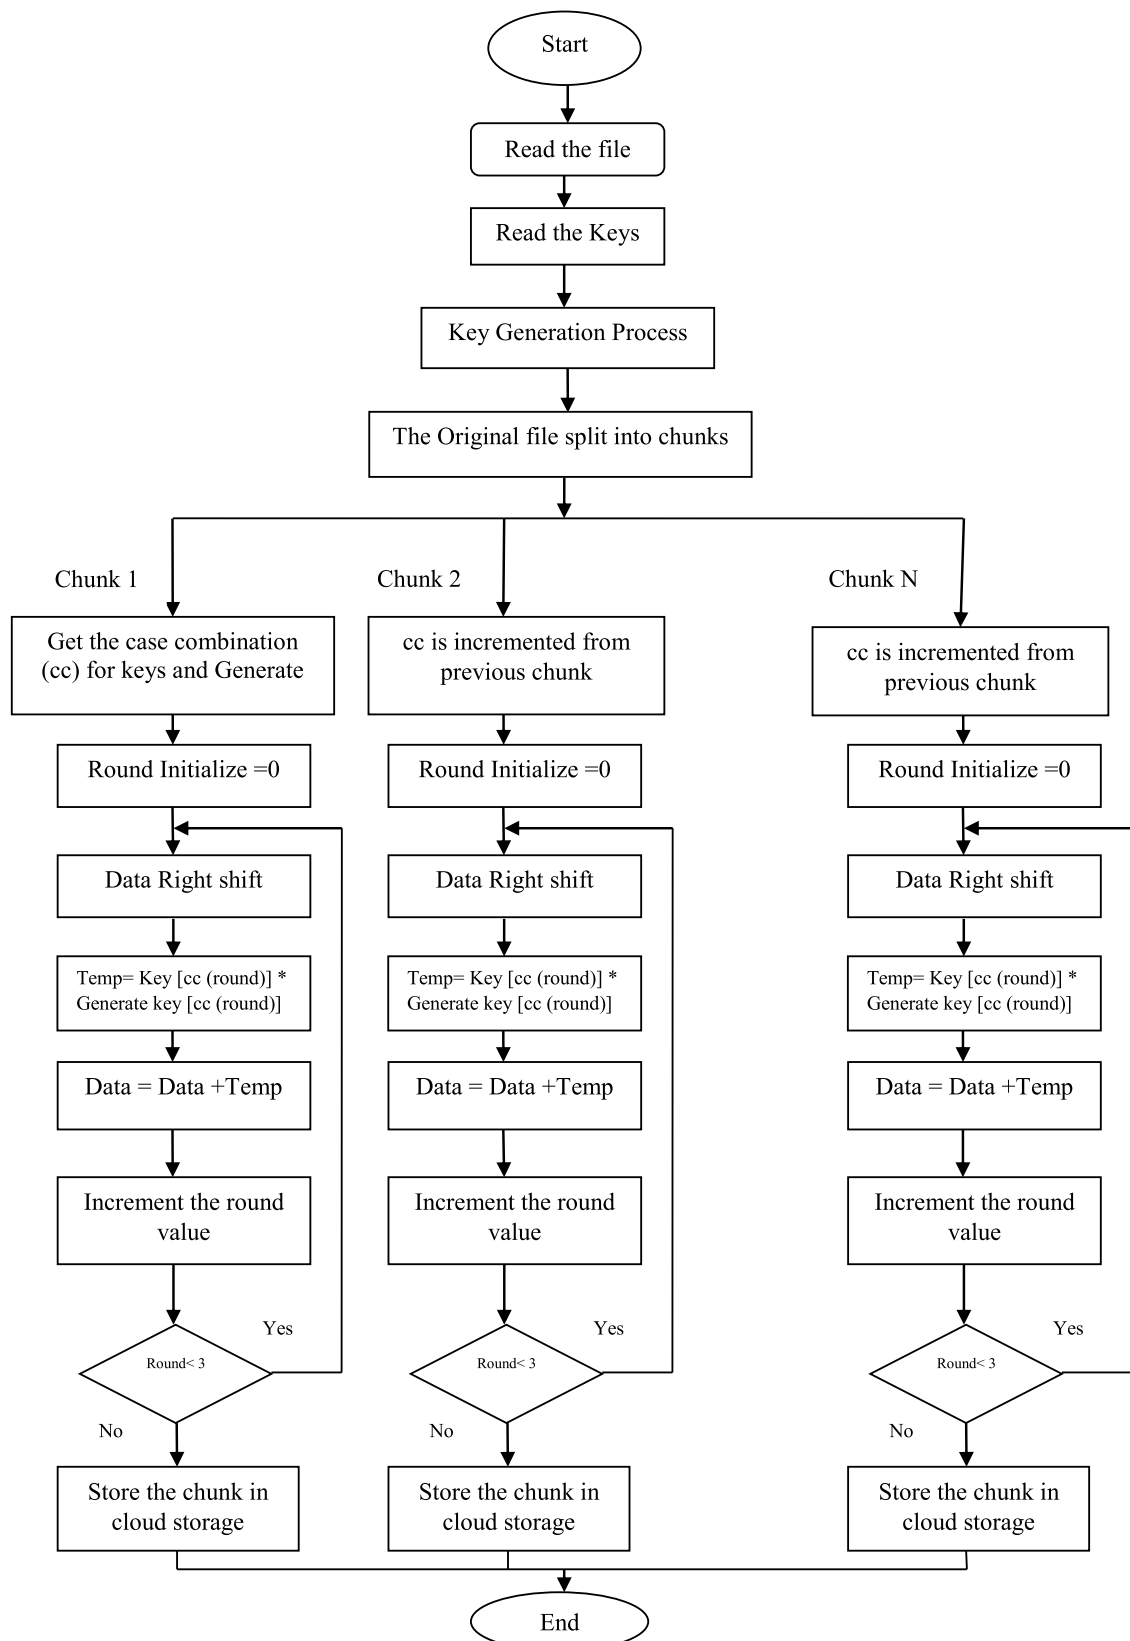 Start
Read the file
Read the Keys
Key Generation Process
The Original file split into chunks
Chunk 1
Get the case combination
(cc) for keys and Generate
Round Initialize =0
Data Right shift
Temp= Key [cc (round)] *
Generate key [cc (round)]
Data = Data +Temp
Increment the round
value
Round< 3
Yes
No
Store the chunk in
cloud storage
Chunk 2
cc is incremented from
previous chunk
Round Initialize =0
Data Right shift
Temp= Key [cc (round)] *
Generate key [cc (round)]
Data = Data +Temp
Increment the round
value
Round< 3
Yes
No
Store the chunk in
cloud storage
Chunk N
cc is incremented from
previous chunk
Round Initialize =0
Data Right shift
Temp= Key [cc (round)] *
Generate key [cc (round)]
Data = Data +Temp
Increment the round
value
Round< 3
Yes
No
Store the chunk in
cloud storage
End